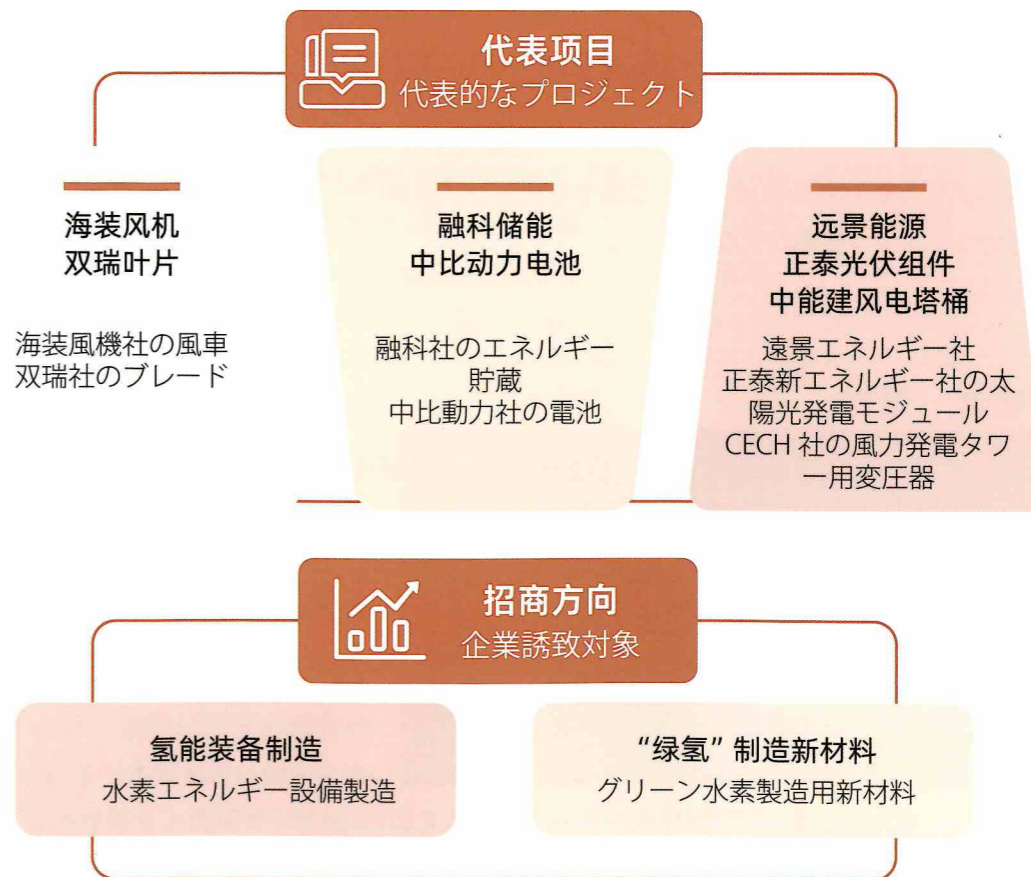 代表项目
代表的なプロジェクト
海装风机
双瑞叶片
海装風機社の風車
双瑞社のブレード
融科储能
中比动力电池
融科社のエネルギー
貯蔵
中比動力社の電池
远景能源
正泰光伏组件
中能建风电塔桶
遠景エネルギー社
正泰新エネルギー社の太
陽光発電モジュール
CECH 社の風力発電タワ
ー用変圧器
招商方向
企業誘致対象
氢能装备制造
水素エネルギー設備製造
“绿氢”制造新材料
グリーン水素製造用新材料